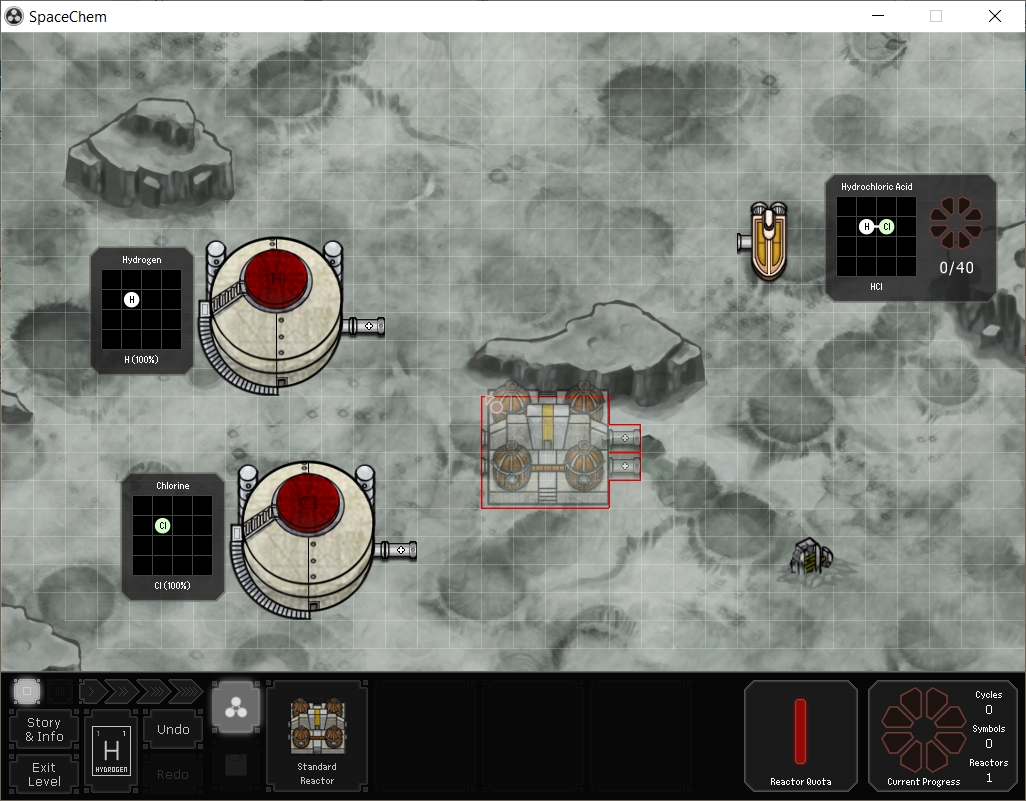 SpaceChem
Hydrochloric Acid
H Cl
0/40
HCl
Hydrogen
H
H (100%)
Chlorine
Cl
Cl (100%)
Story
& Info
Exit
Level
1 1
H
HYDROGEN
Undo
Redo
Standard
Reactor
Reactor Quota
Cycles
0
Symbols
0
Reactors
1
Current Progress